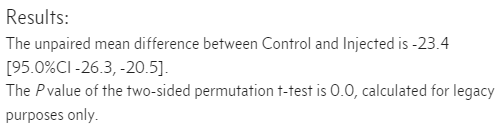 Results:
The unpaired mean difference between Control and Injected is -23.4
[95.0%CI -26.3, -20.5].
The P value of the two-sided permutation t-test is 0.0, calculated for legacy
purposes only.